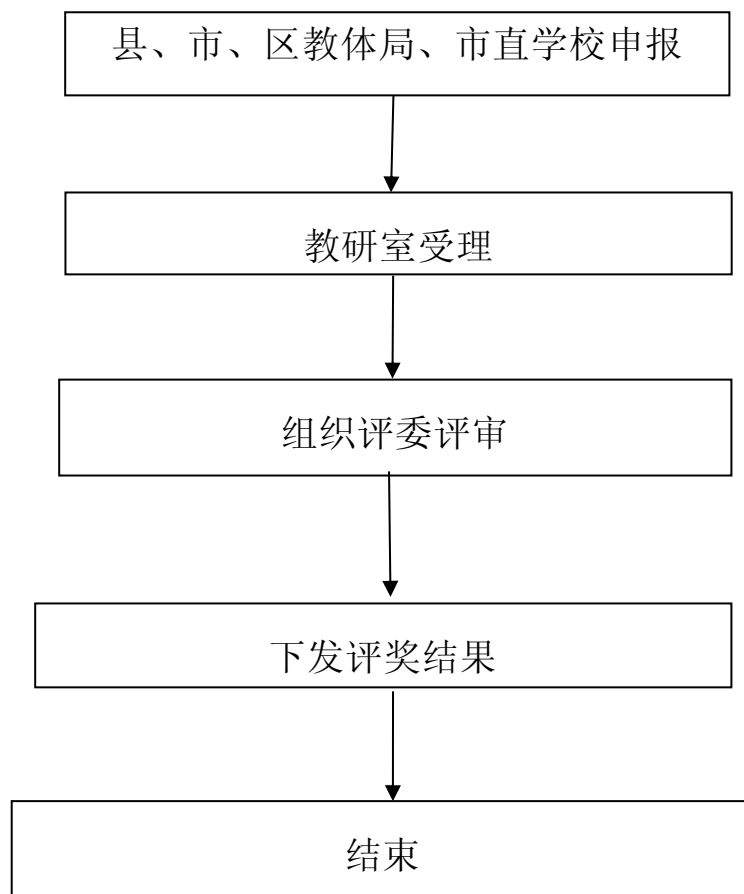 县、市、区教体局、市直学校申报
教研室受理
组织评委评审
下发评奖结果
结束